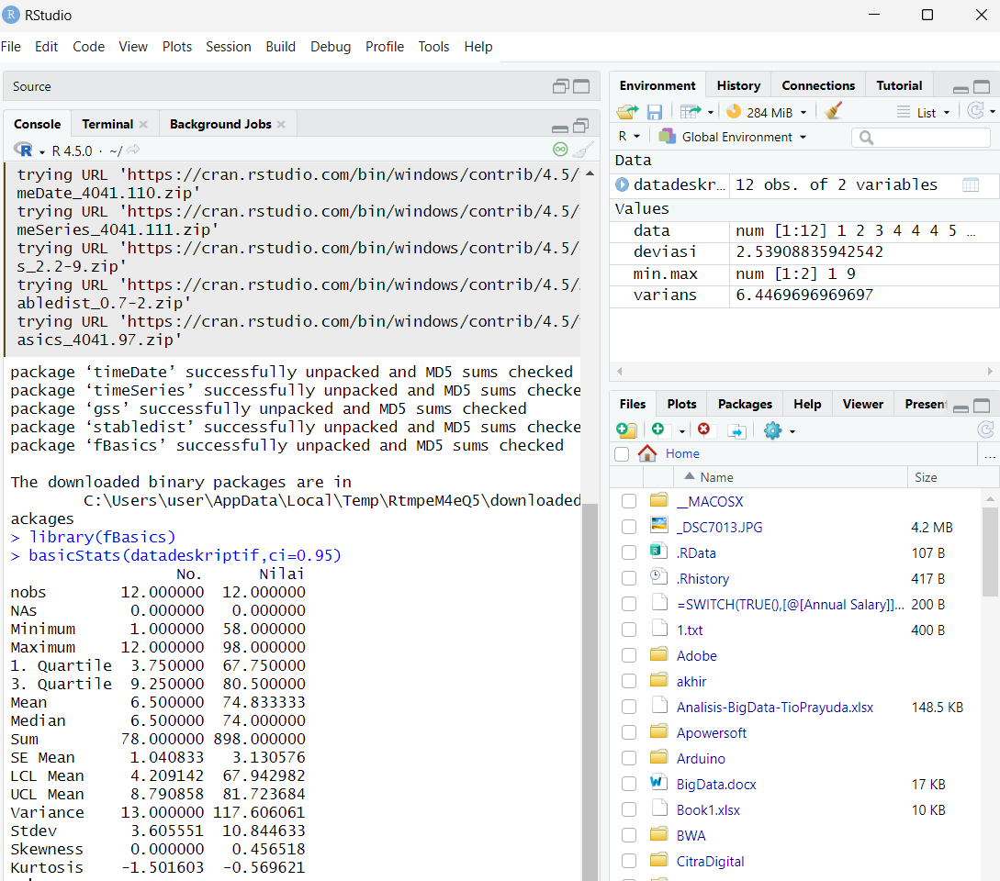 RStudio
File Edit Code View Plots Session Build Debug Profile Tools Help
Source
Console Terminal Background Jobs
R 4.5.0 · ~/
trying URL 'https://cran.rstudio.com/bin/windows/contrib/4.5/
meDate_4041.110.zip'
trying URL 'https://cran.rstudio.com/bin/windows/contrib/4.5/
meSeries_4041.111.zip'
trying URL 'https://cran.rstudio.com/bin/windows/contrib/4.5/
s_2.2-9.zip'
trying URL 'https://cran.rstudio.com/bin/windows/contrib/4.5/
abledist_0.7-2.zip'
trying URL 'https://cran.rstudio.com/bin/windows/contrib/4.5/
asics_4041.97.zip'
package ‘timeDate’ successfully unpacked and MD5 sums checked
package ‘timeSeries’ successfully unpacked and MD5 sums checke
package ‘gss’ successfully unpacked and MD5 sums checked
package ‘stabledist’ successfully unpacked and MD5 sums checke
package ‘fBasics’ successfully unpacked and MD5 sums checked
The downloaded binary packages are in
C:\Users\user\AppData\Local\Temp\RtmpeM4eQ5\downloaded
ackages
> library(fBasics)
> basicStats(datadeskriptif,ci=0.95)
No. Nilai
nobs 12.000000 12.000000
NAs 0.000000 0.000000
Minimum 1.000000 58.000000
Maximum 12.000000 98.000000
1. Quartile 3.750000 67.750000
3. Quartile 9.250000 80.500000
Mean 6.500000 74.833333
Median 6.500000 74.000000
Sum 78.000000 898.000000
SE Mean 1.040833 3.130576
LCL Mean 4.209142 67.942982
UCL Mean 8.790858 81.723684
Variance 13.000000 117.606061
Stdev 3.605551 10.844633
Skewness 0.000000 0.456518
Kurtosis -1.501603 -0.569621
Environment History Connections Tutorial
284 MiB List
R Global Environment
Data
datadeskr... 12 obs. of 2 variables
Values
data num [1:12] 1 2 3 4 4 4 5 ...
deviasi 2.53908835942542
min.max num [1:2] 1 9
varians 6.4469696969697
Files Plots Packages Help Viewer Present
Home ...
Name Size
__MACOSX
_DSC7013.JPG 4.2 MB
.RData 107 B
.Rhistory 417 B
=SWITCH(TRUE(),[@[Annual Salary]]... 200 B
1.txt 400 B
Adobe
akhir
Analisis-BigData-TioPrayuda.xlsx 148.5 KB
Apowersoft
Arduino
BigData.docx 17 KB
Book1.xlsx 10 KB
BWA
CitraDigital